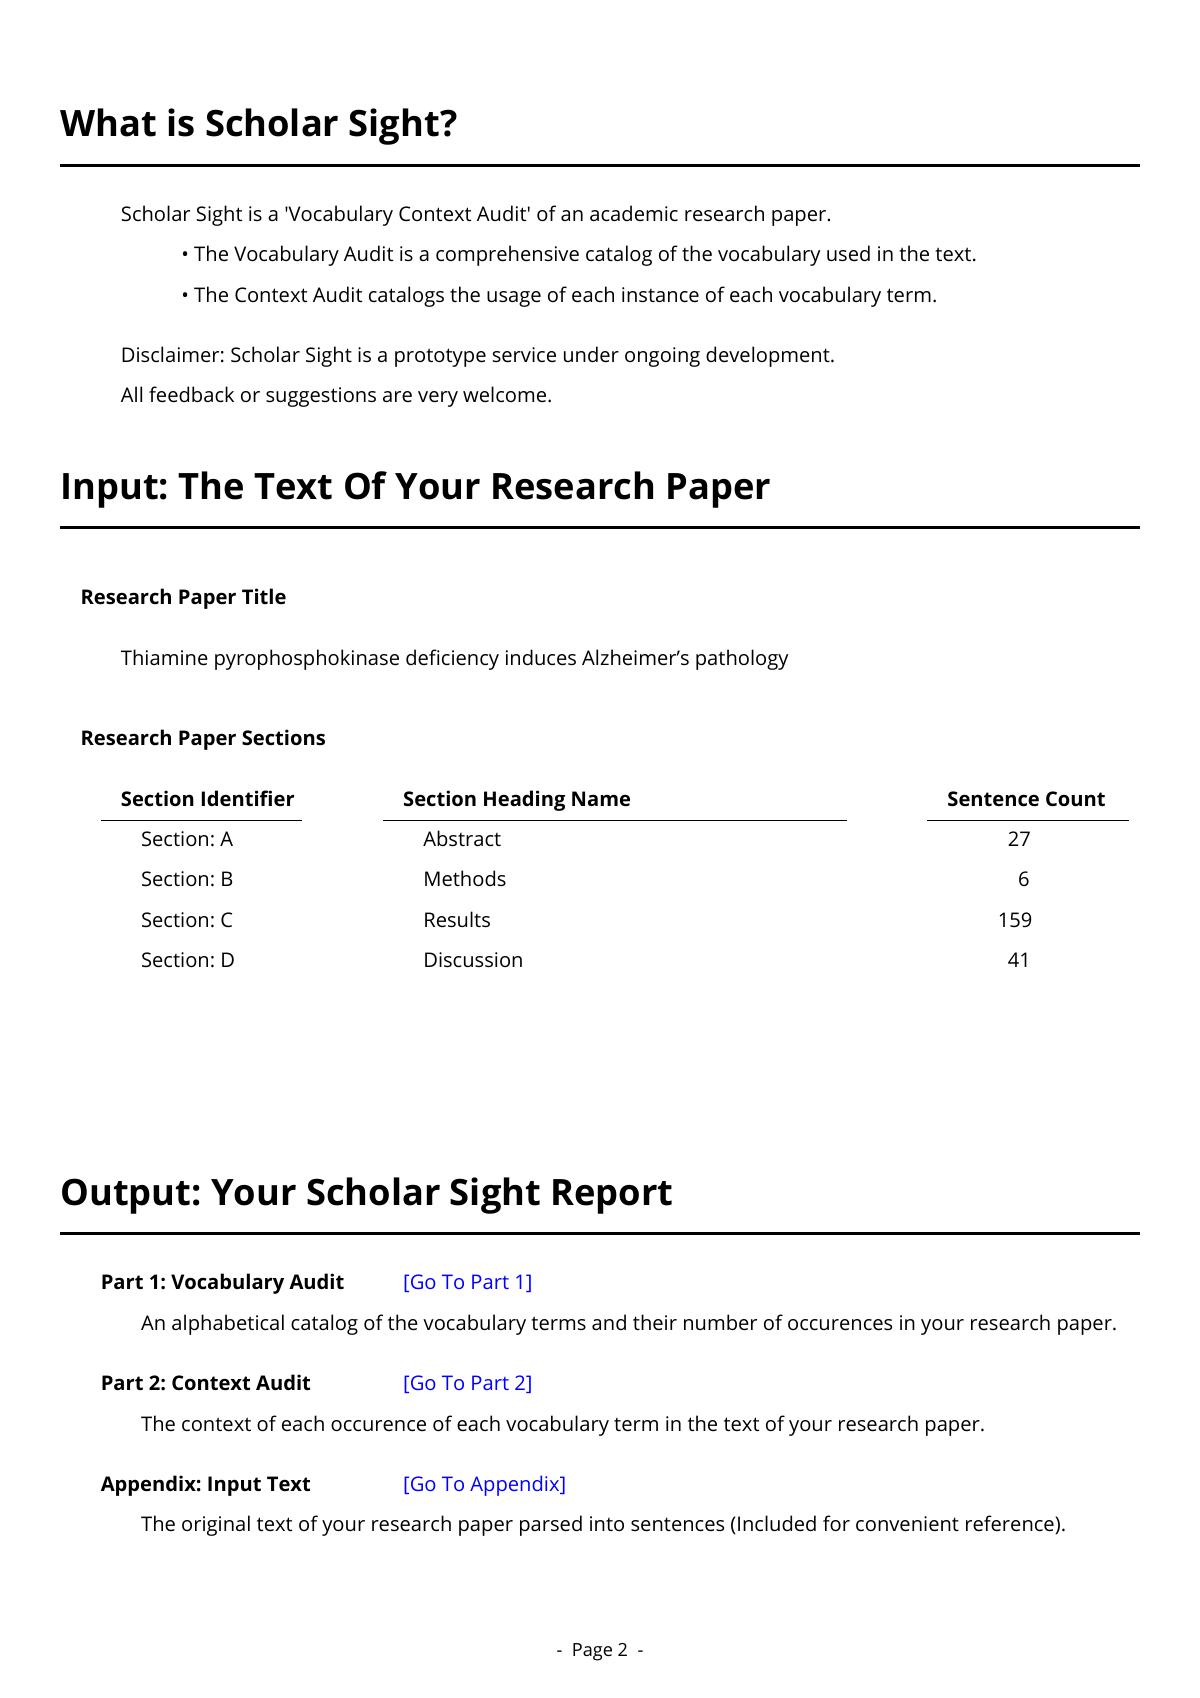 What is Scholar Sight?
Scholar Sight is a 'Vocabulary Context Audit' of an academic research paper.
• The Vocabulary Audit is a comprehensive catalog of the vocabulary used in the text.
• The Context Audit catalogs the usage of each instance of each vocabulary term.
Disclaimer: Scholar Sight is a prototype service under ongoing development.
All feedback or suggestions are very welcome.
Input: The Text Of Your Research Paper
Research Paper Title
Thiamine pyrophosphokinase deficiency induces Alzheimer’s pathology
Research Paper Sections
Section Identifier Section Heading Name Sentence Count
Section: A Abstract 27
Section: B Methods 6
Section: C Results 159
Section: D Discussion 41
Output: Your Scholar Sight Report
Part 1: Vocabulary Audit [Go To Part 1]
An alphabetical catalog of the vocabulary terms and their number of occurences in your research paper.
Part 2: Context Audit [Go To Part 2]
The context of each occurence of each vocabulary term in the text of your research paper.
Appendix: Input Text [Go To Appendix]
The original text of your research paper parsed into sentences (Included for convenient reference).
- Page 2 -